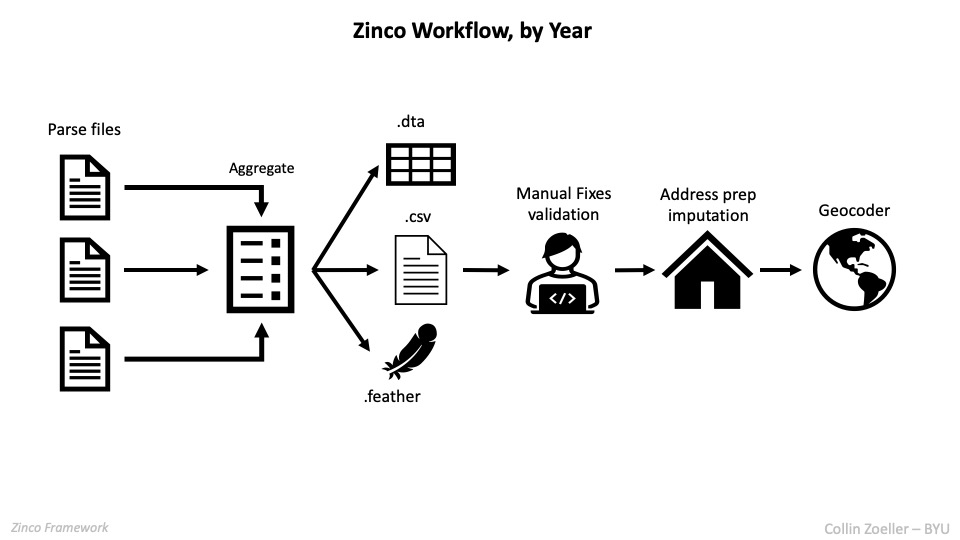 Zinco Workflow, by Year
Parse files
Aggregate
.dta
.csv
.feather
Manual Fixes
validation
</>
Address prep
imputation
Geocoder
Zinco Framework
Collin Zoeller – BYU